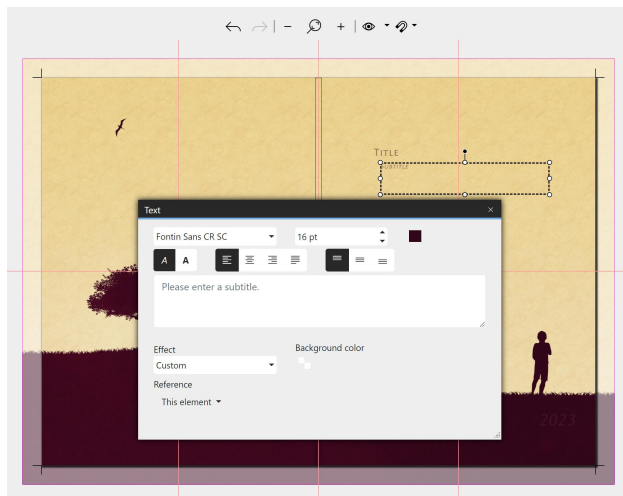 TITLE
SUBTITLE
Text
Fontin Sans CR SC
16 pt
A A
Please enter a subtitle.
Effect
Background color
Custom
Reference
This element
2023